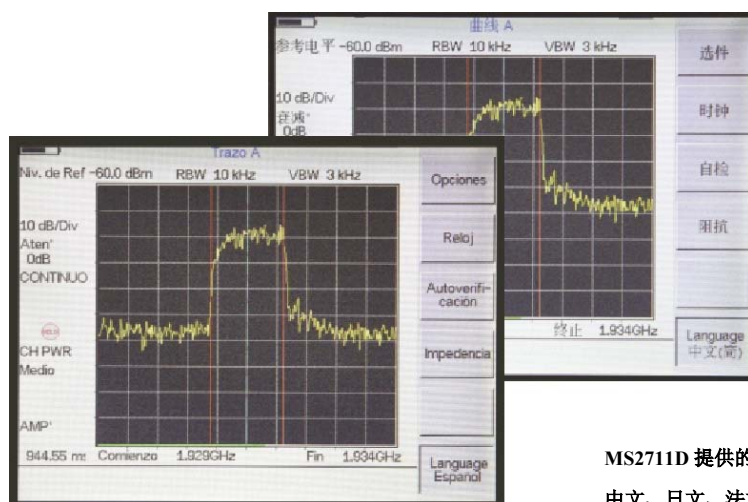 曲线 A
参考电平 -60.0 dBm RBW 10 kHz VBW 3 kHz
10 dB/Div
衰减*
0dB
选件
时钟
自检
阻抗
终止 1.934GHz
Language
中文(简)
Trazo A
Niv. de Ref -60.0 dBm RBW 10 kHz VBW 3 kHz
10 dB/Div
Aten*
0dB
CONTINUO
CH PWR
Medio
AMP*
944.55 ms Comienzo 1.929GHz Fin 1.934GHz
Opciones
Reloj
Autoverifi-
cación
Impedencia
Language
Español
MS2711D 提供的
中文、日文、法